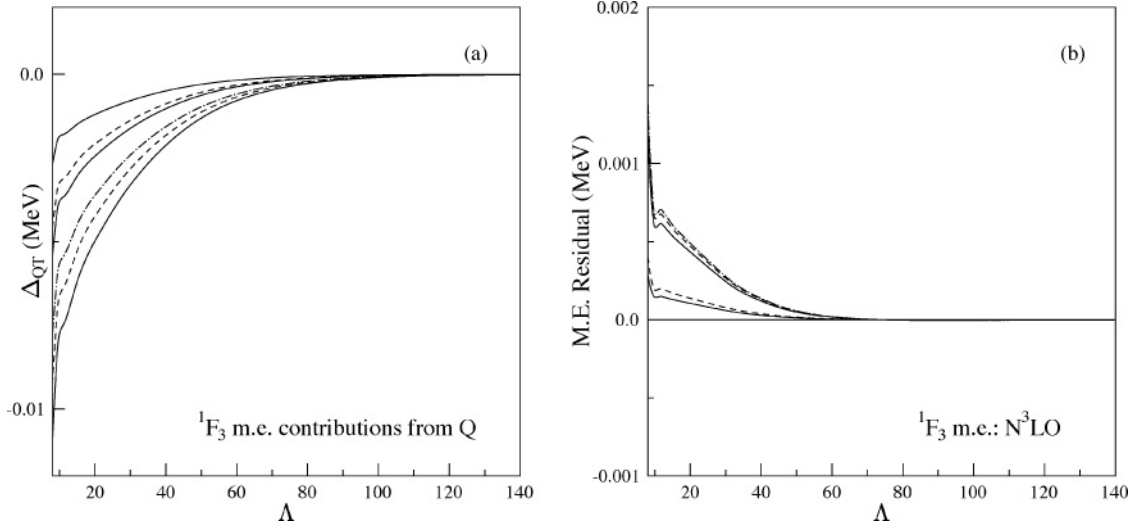 (a)
0.0
-0.01
Δ_QT (MeV)
¹F₃ m.e. contributions from Q
20 40 60 80 100 120 140
Λ
(b)
0.002
0.001
0.0
-0.001
M.E. Residual (MeV)
¹F₃ m.e.: N³LO
20 40 60 80 100 120 140
Λ